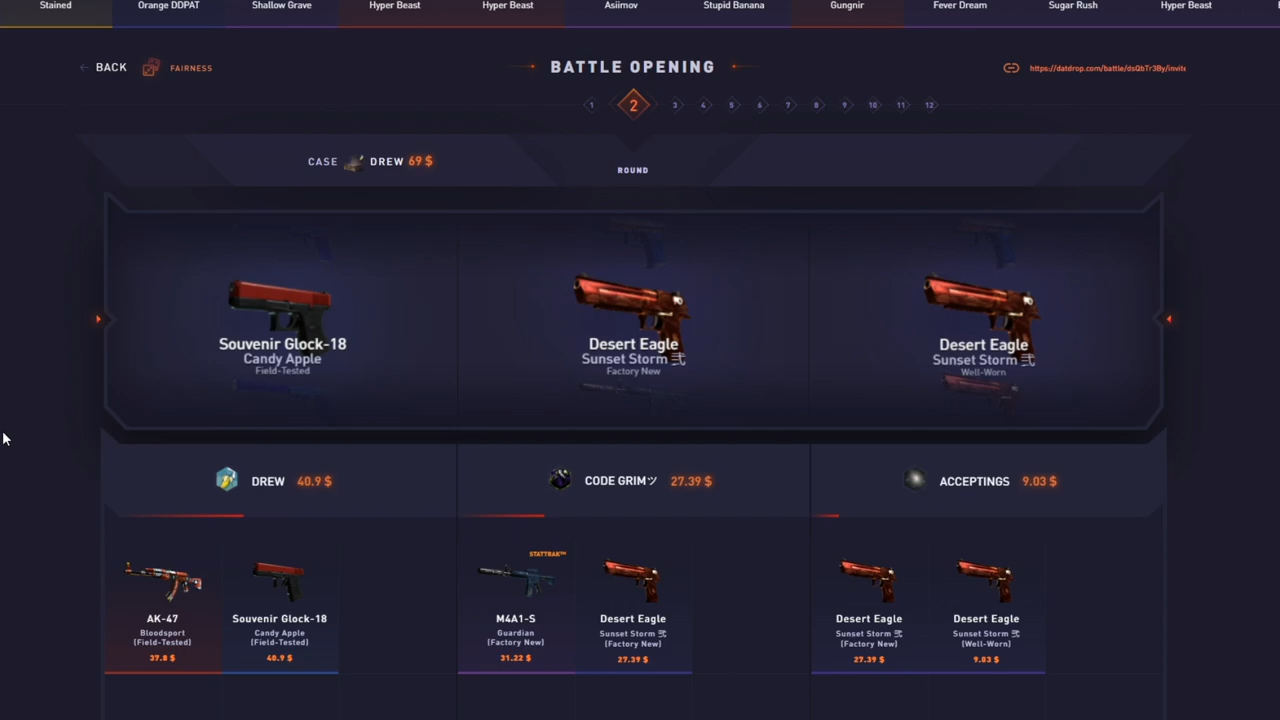 Stained
Orange DDPAT
Shallow Grave
Hyper Beast
Hyper Beast
Asiimov
Stupid Banana
Gungnir
Fever Dream
Sugar Rush
Hyper Beast
← BACK
FAIRNESS
BATTLE OPENING
https://datdrop.com/battle/dsQbTr3By/invite
1 2 3 4 5 6 7 8 9 10 11 12
CASE DREW 69 $
ROUND
Souvenir Glock-18
Candy Apple
Field-Tested
Desert Eagle
Sunset Storm 弐
Factory New
Desert Eagle
Sunset Storm 弐
Well-Worn
DREW 40.9 $
CODE GRIMツ 27.39 $
ACCEPTINGS 9.03 $
AK-47
Bloodsport
(Field-Tested)
37.8 $
Souvenir Glock-18
Candy Apple
(Field-Tested)
40.9 $
STATTRAK™
M4A1-S
Guardian
(Factory New)
31.22 $
Desert Eagle
Sunset Storm 弐
(Factory New)
27.39 $
Desert Eagle
Sunset Storm 弐
(Factory New)
27.39 $
Desert Eagle
Sunset Storm 弐
(Well-Worn)
9.03 $